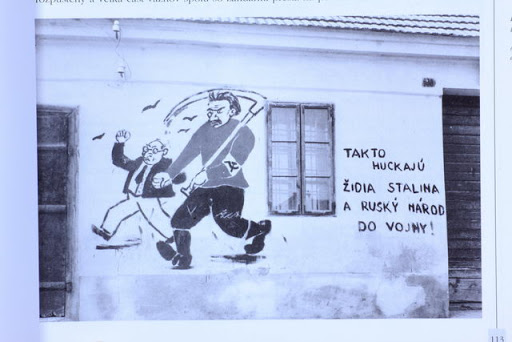 TAKTO
HUCKAJÚ
ŽIDIA STALINA
A RUSKÝ NÁROD
DO VOJNY!
113